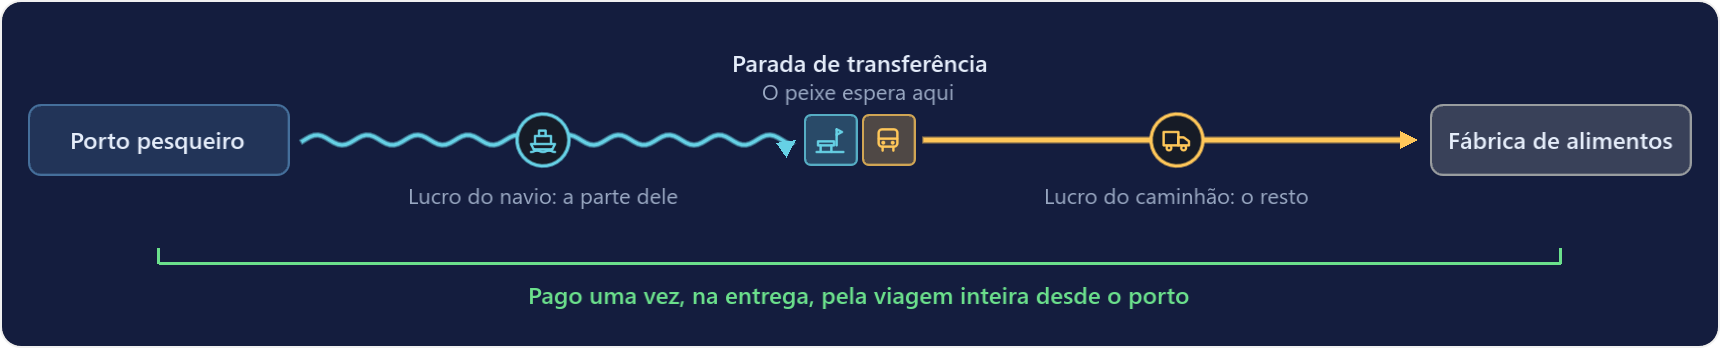 Parada de transferência
O peixe espera aqui
Porto pesqueiro
Fábrica de alimentos
Lucro do navio: a parte dele
Lucro do caminhão: o resto
Pago uma vez, na entrega, pela viagem inteira desde o porto